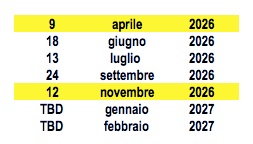 9 aprile 2026
18 giugno 2026
13 luglio 2026
24 settembre 2026
12 novembre 2026
TBD gennaio 2027
TBD febbraio 2027